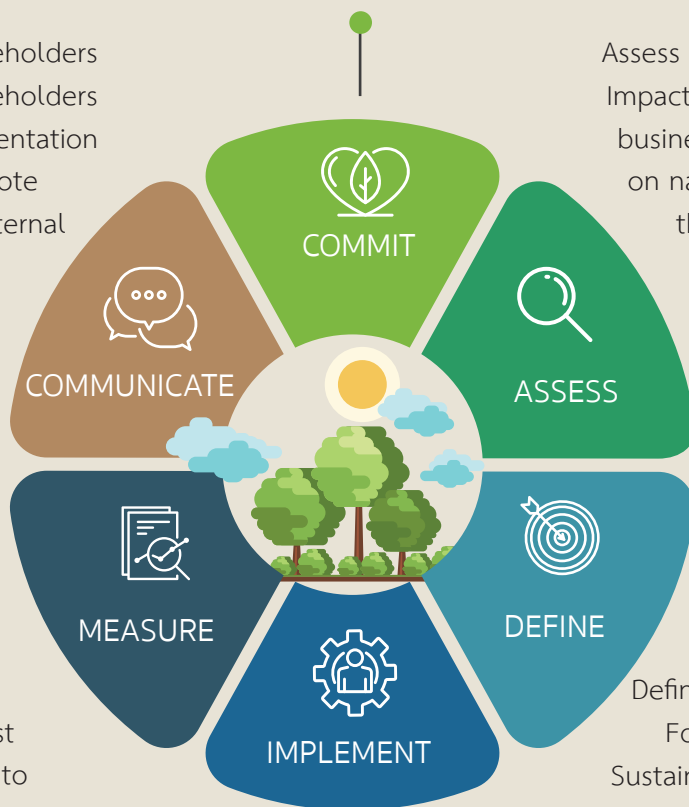 eholders
eholders
entation
ote
ternal
Assess
Impact
busine
on na
th
COMMIT
COMMUNICATE
ASSESS
MEASURE
DEFINE
IMPLEMENT
st
to
Defin
Fo
Sustain